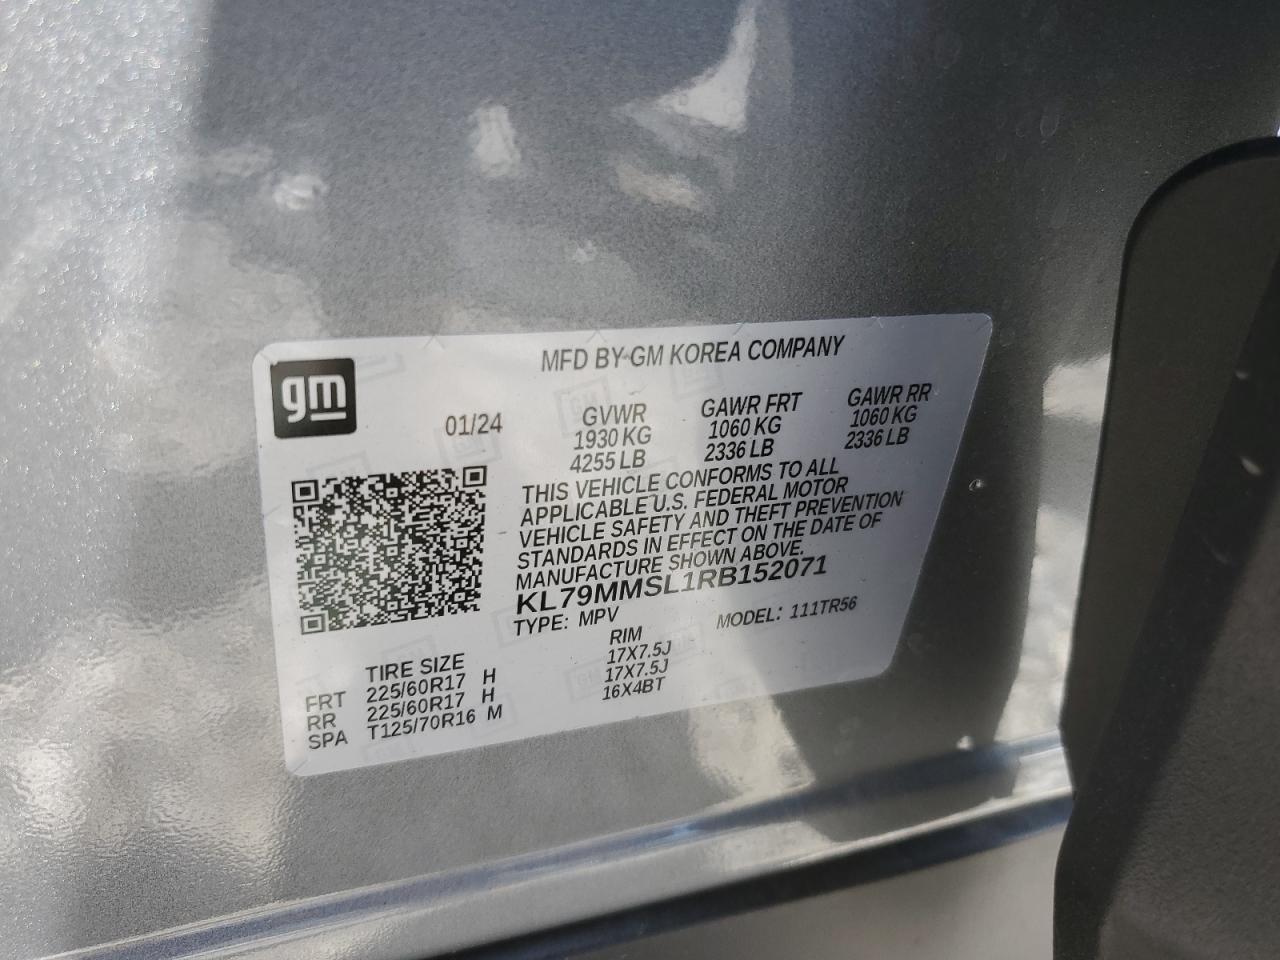 MFD BY GM KOREA COMPANY
gm
01/24
GVWR GAWR FRT GAWR RR
1930 KG 1060 KG 1060 KG
4255 LB 2336 LB 2336 LB
THIS VEHICLE CONFORMS TO ALL
APPLICABLE U.S. FEDERAL MOTOR
VEHICLE SAFETY AND THEFT PREVENTION
STANDARDS IN EFFECT ON THE DATE OF
MANUFACTURE SHOWN ABOVE.
KL79MMSL1RB152071
TYPE: MPV MODEL: 111TR56
TIRE SIZE RIM
FRT 225/60R17 H 17X7.5J
RR 225/60R17 H 17X7.5J
SPA T125/70R16 M 16X4BT